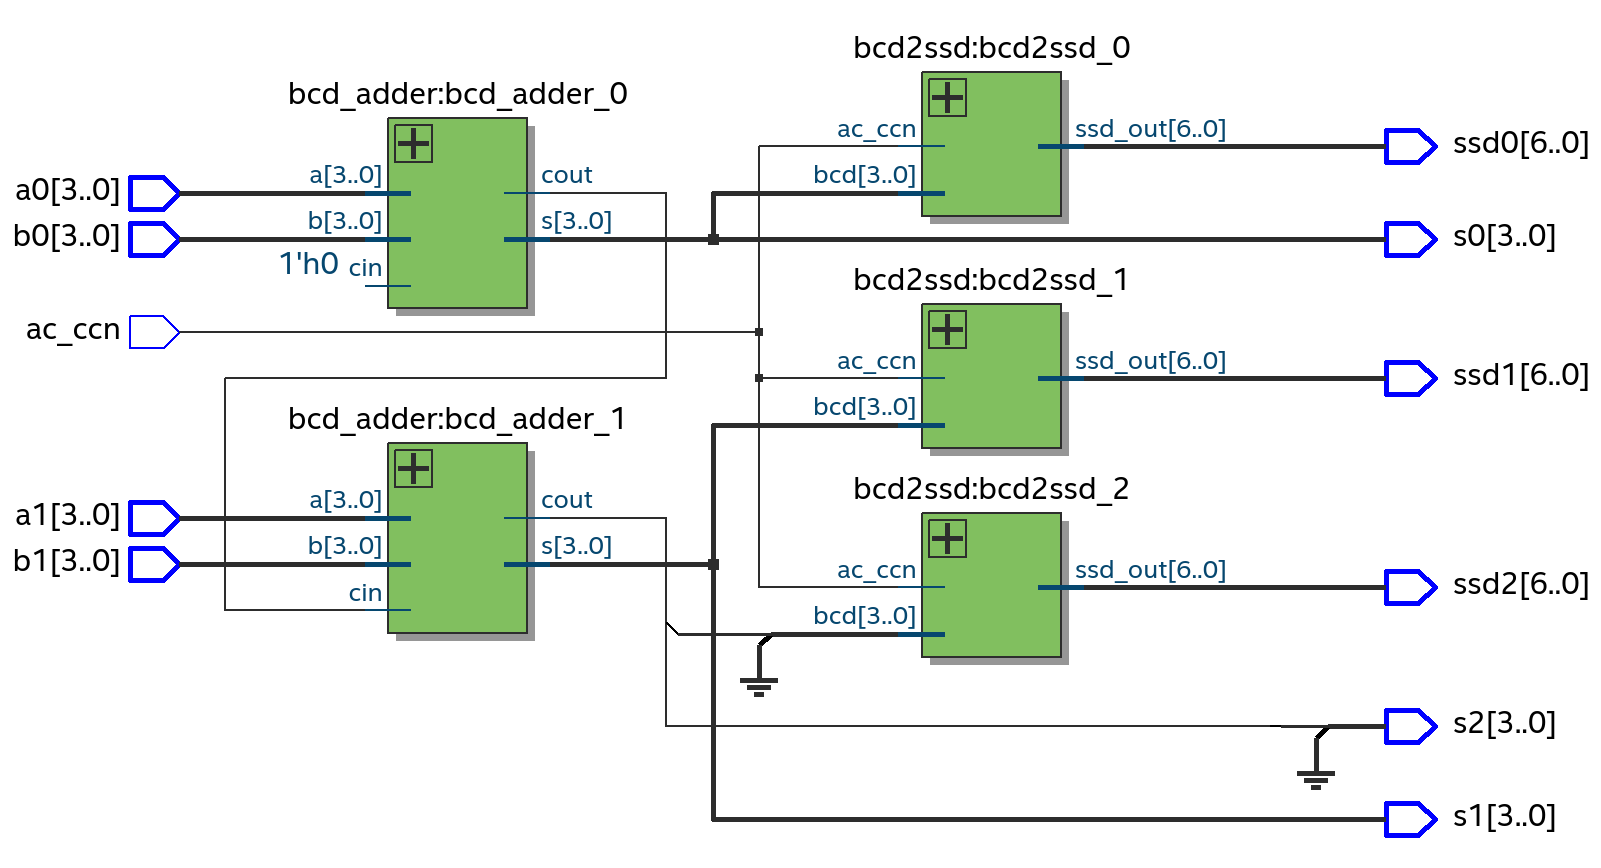 bcd2ssd:bcd2ssd_0
bcd_adder:bcd_adder_0
ac_ccn
ssd_out[6..0]
ssd0[6..0]
a0[3..0]
a[3..0]
cout
bcd[3..0]
b0[3..0]
b[3..0]
s[3..0]
s0[3..0]
1'h0 cin
bcd2ssd:bcd2ssd_1
ac_ccn
ac_ccn
ssd_out[6..0]
ssd1[6..0]
bcd_adder:bcd_adder_1
bcd[3..0]
bcd2ssd:bcd2ssd_2
a1[3..0]
a[3..0]
cout
b1[3..0]
b[3..0]
s[3..0]
ac_ccn
ssd_out[6..0]
ssd2[6..0]
cin
bcd[3..0]
s2[3..0]
s1[3..0]